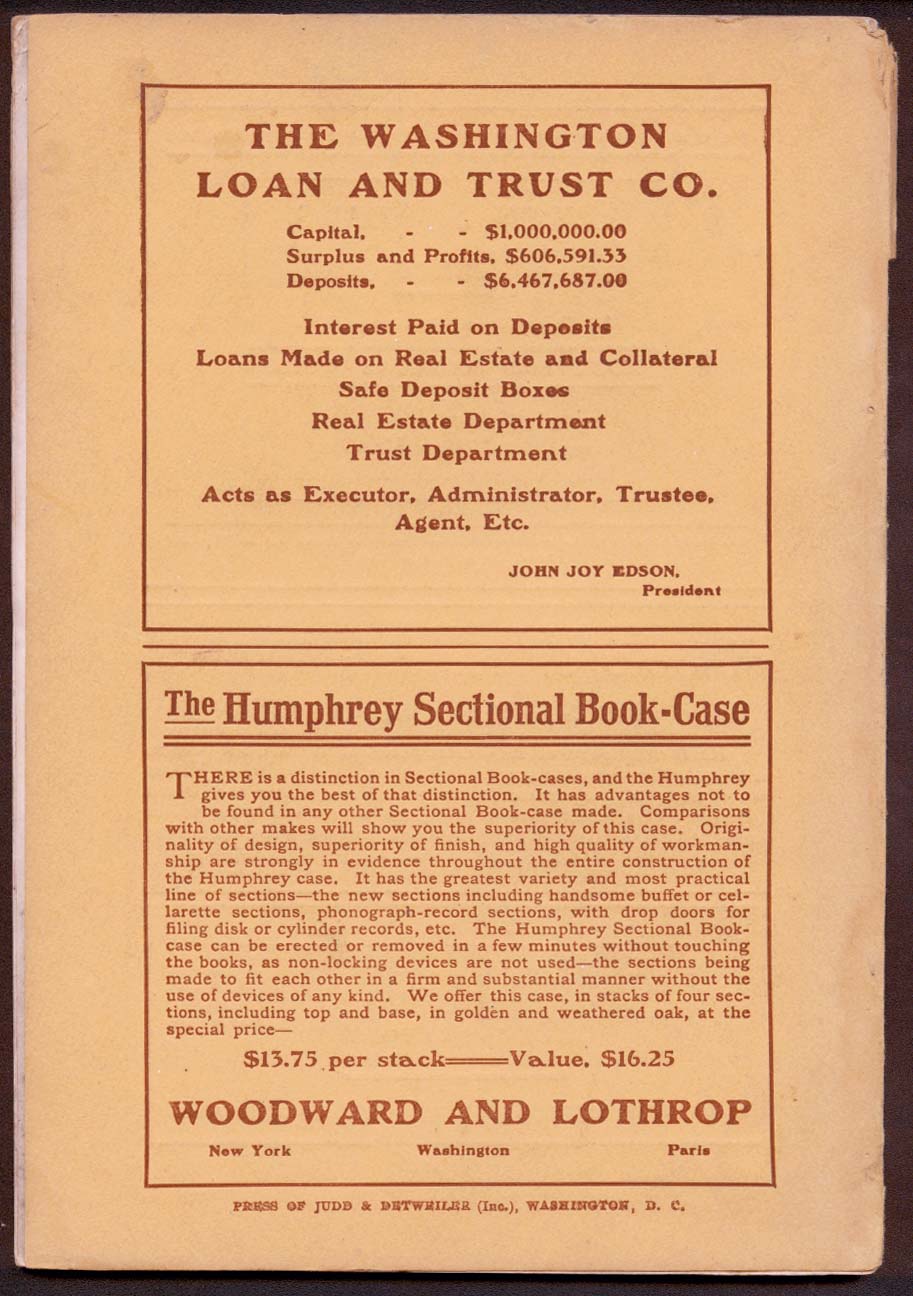 THE WASHINGTON
LOAN AND TRUST CO.
Capital, - - $1,000,000.00
Surplus and Profits, $606,591.33
Deposits, - - $6,467,687.00
Interest Paid on Deposits
Loans Made on Real Estate and Collateral
Safe Deposit Boxes
Real Estate Department
Trust Department
Acts as Executor, Administrator, Trustee,
Agent, Etc.
JOHN JOY EDSON,
President
The Humphrey Sectional Book-Case
THERE is a distinction in Sectional Book-cases, and the Humphrey
gives you the best of that distinction. It has advantages not to
be found in any other Sectional Book-case made. Comparisons
with other makes will show you the superiority of this case. Origi-
nality of design, superiority of finish, and high quality of workman-
ship are strongly in evidence throughout the entire construction of
the Humphrey case. It has the greatest variety and most practical
line of sections—the new sections including handsome buffet or cel-
larette sections, phonograph-record sections, with drop doors for
filing disk or cylinder records, etc. The Humphrey Sectional Book-
case can be erected or removed in a few minutes without touching
the books, as non-locking devices are not used—the sections being
made to fit each other in a firm and substantial manner without the
use of devices of any kind. We offer this case, in stacks of four sec-
tions, including top and base, in golden and weathered oak, at the
special price—
$13.75 per stack——Value, $16.25
WOODWARD AND LOTHROP
New York Washington Paris
PRESS OF JUDD & DETWEILER (Inc.), WASHINGTON, D. C.